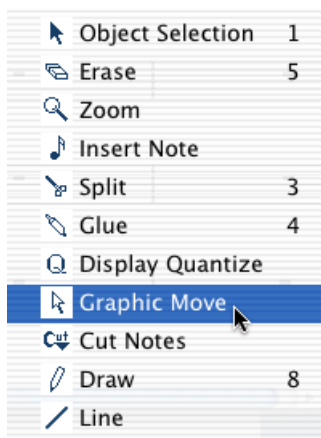 Object Selection 1
Erase 5
Zoom
Insert Note
Split 3
Glue 4
Q Display Quantize
Graphic Move
Cut Cut Notes
Draw 8
Line